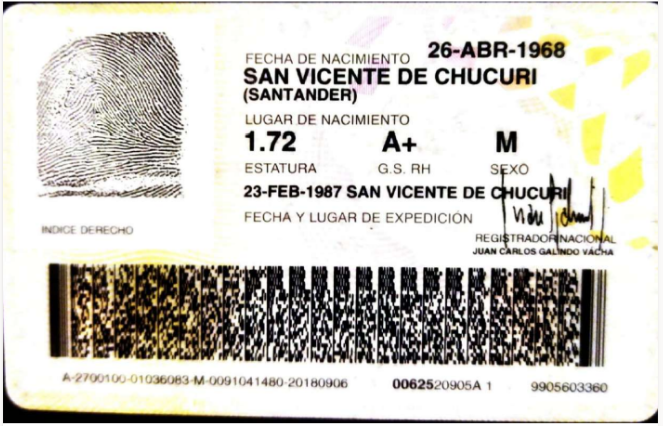 FECHA DE NACIMIENTO 26-ABR-1968
SAN VICENTE DE CHUCURI
(SANTANDER)
LUGAR DE NACIMIENTO
1.72 A+ M
ESTATURA G.S. RH SEXO
23-FEB-1987 SAN VICENTE DE CHUCURI
FECHA Y LUGAR DE EXPEDICIÓN
INDICE DERECHO
REGISTRADOR NACIONAL
JUAN CARLOS GALINDO VÁCHA
A-2700100-01036083-M-0091041480-20180906 0062520905A 1 9905603360